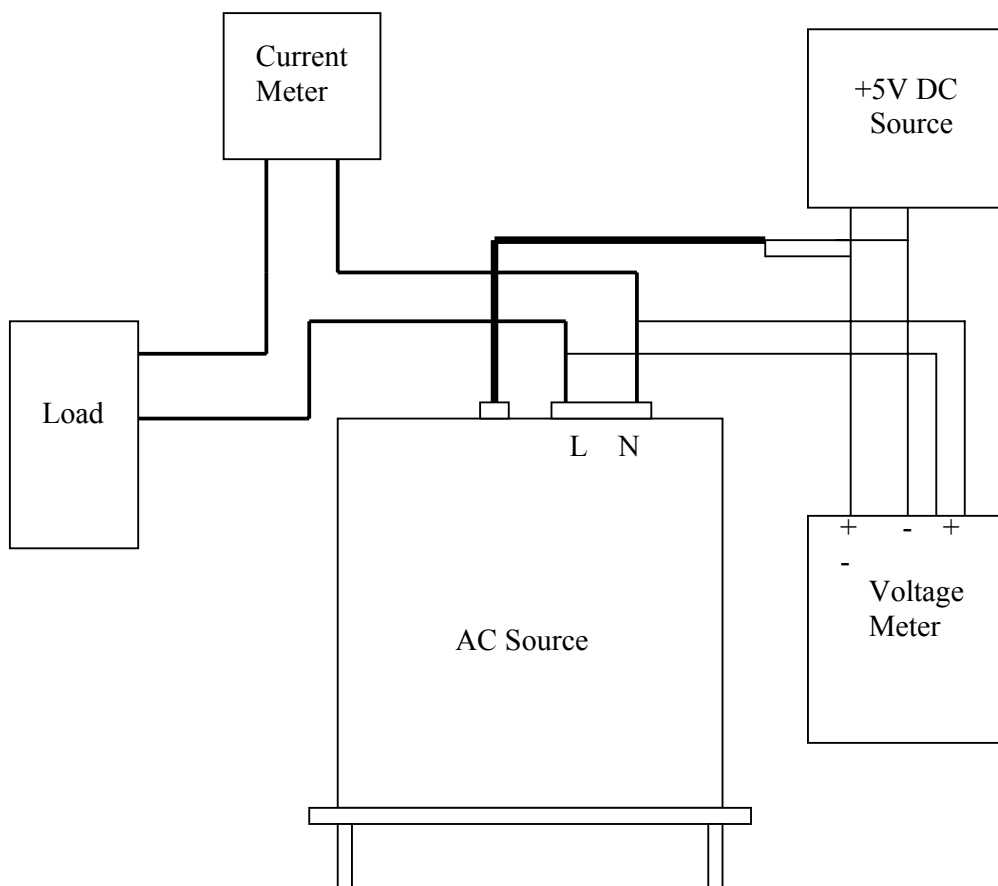 Current
Meter
+5V DC
Source
Load
L N
+ - +
-
Voltage
Meter
AC Source